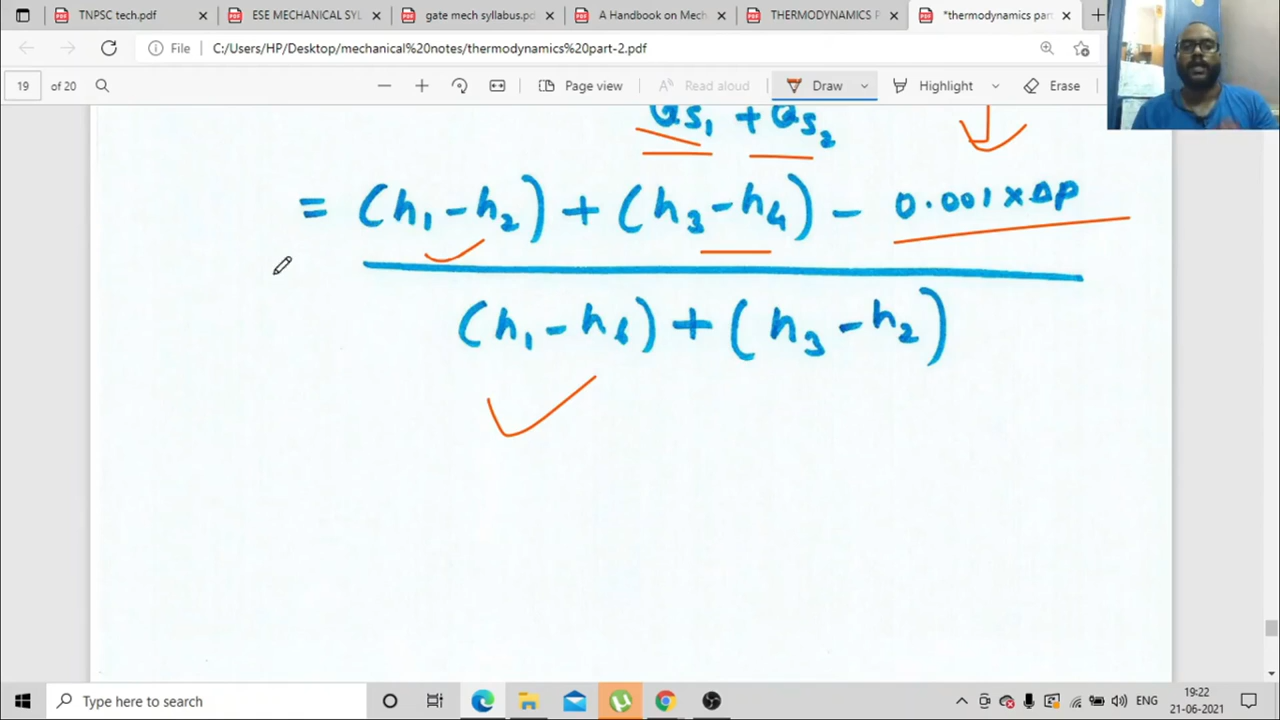 TNPSC tech.pdf
ESE MECHANICAL SYL
gate mech syllabus.pd
A Handbook on Mech
THERMODYNAMICS P
*thermodynamics par
File C:/Users/HP/Desktop/mechanical%20notes/thermodynamics%20part-2.pdf
19 of 20 Page view Read aloud Draw Highlight Erase
Qs1 + Qs2
= (h1 - h2) + (h3 - h4) - 0.001 x ΔP
(h1 - h6) + (h3 - h2)
Type here to search
ENG
19:22
21-06-2021